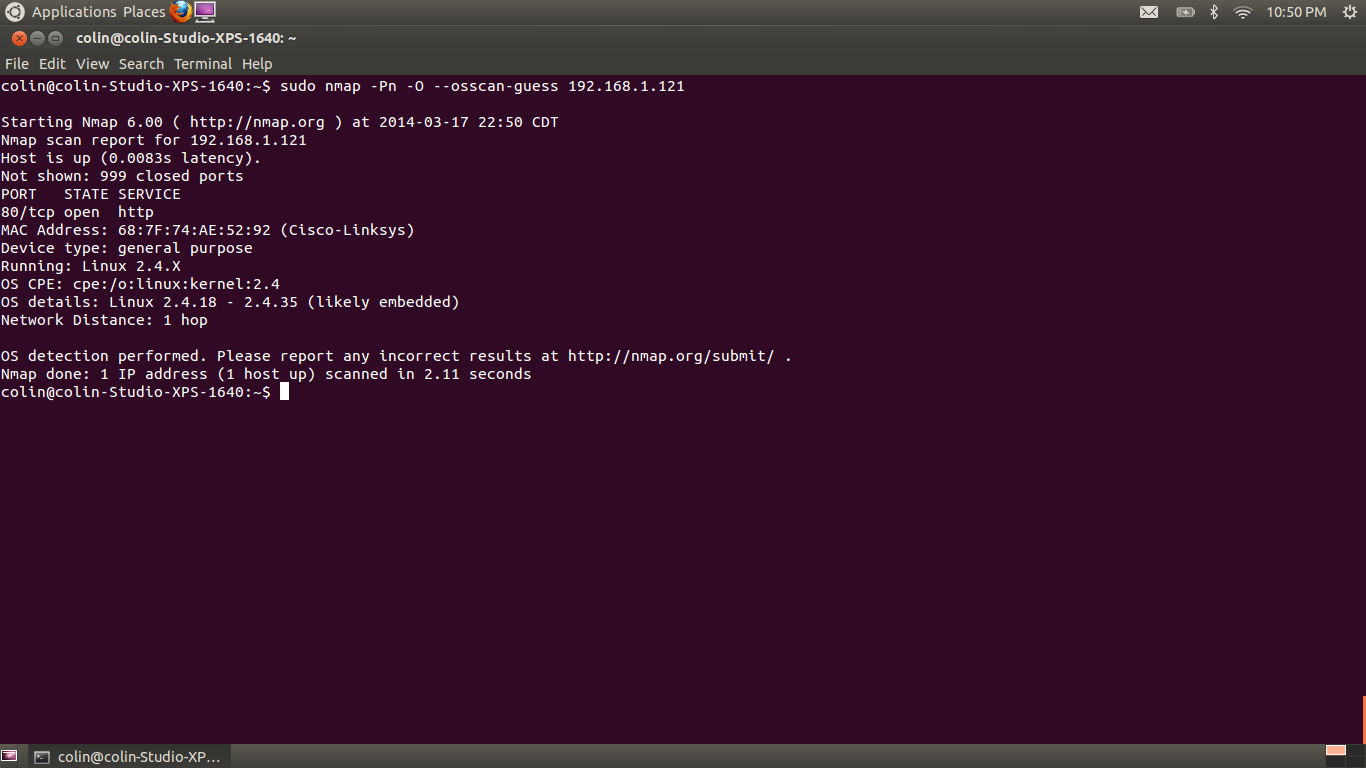 Applications Places
10:50 PM
colin@colin-Studio-XPS-1640: ~
File Edit View Search Terminal Help
colin@colin-Studio-XPS-1640:~$ sudo nmap -Pn -O --osscan-guess 192.168.1.121
Starting Nmap 6.00 ( http://nmap.org ) at 2014-03-17 22:50 CDT
Nmap scan report for 192.168.1.121
Host is up (0.0083s latency).
Not shown: 999 closed ports
PORT   STATE SERVICE
80/tcp open  http
MAC Address: 68:7F:74:AE:52:92 (Cisco-Linksys)
Device type: general purpose
Running: Linux 2.4.X
OS CPE: cpe:/o:linux:kernel:2.4
OS details: Linux 2.4.18 - 2.4.35 (likely embedded)
Network Distance: 1 hop
OS detection performed. Please report any incorrect results at http://nmap.org/submit/ .
Nmap done: 1 IP address (1 host up) scanned in 2.11 seconds
colin@colin-Studio-XPS-1640:~$
colin@colin-Studio-XP...